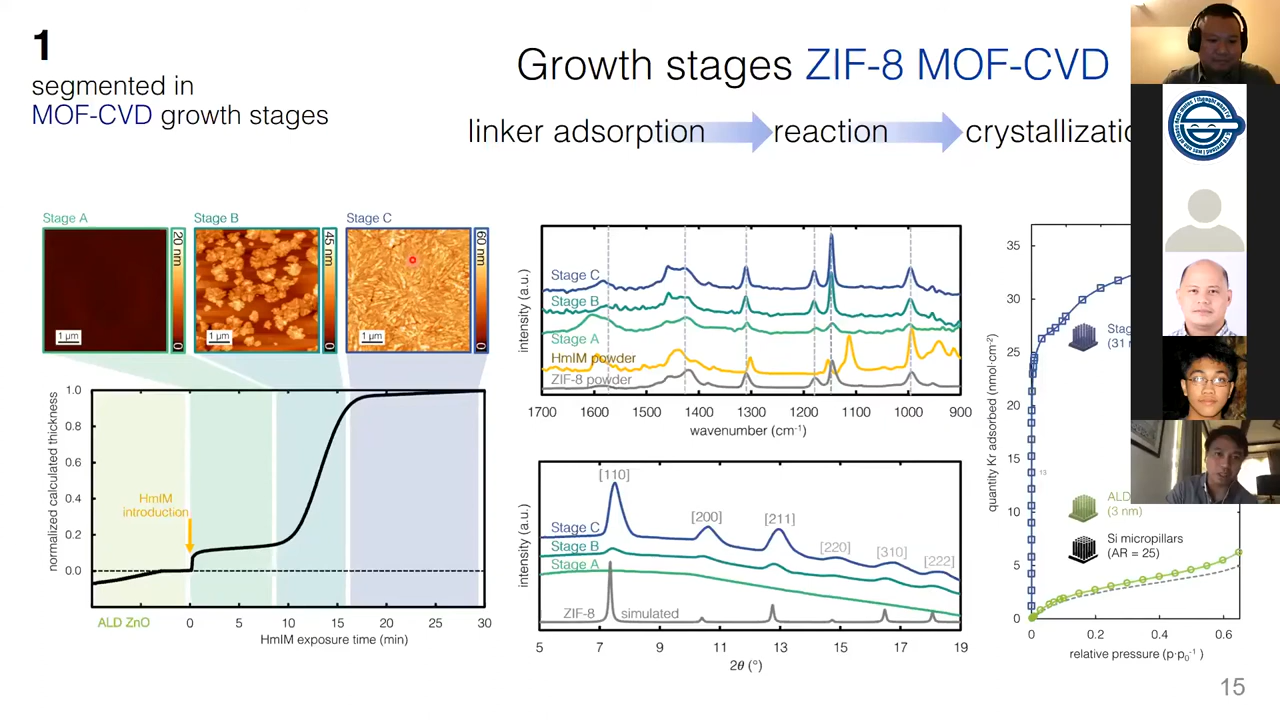 1
segmented in
MOF-CVD growth stages
Growth stages ZIF-8 MOF-CVD
linker adsorption
reaction
Stage A
Stage B
Stage C
20 nm
0
45 nm
0
60 nm
0
1 µm
1 µm
1 µm
normalized calculated thickness
1.0
0.8
0.6
0.4
0.2
0.0
HmIM
introduction
ALD ZnO
0
5
10
15
20
25
30
HmIM exposure time (min)
intensity (a.u.)
Stage C
Stage B
Stage A
HmIM powder
ZIF-8 powder
1700
1600
1500
1400
1300
1200
1100
1000
900
wavenumber (cm-1)
intensity (a.u.)
[110]
[200]
[211]
[220]
[310]
[222]
Stage C
Stage B
Stage A
ZIF-8 simulated
5
7
9
11
13
15
17
19
2θ (°)
quantity Kr adsorbed (nmol·cm-2)
35
30
25
20
15
10
5
0
13
ALD
(3 nm)
Si micropillars
(AR = 25)
0
0.2
0.4
0.6
relative pressure (p·p0-1)
15